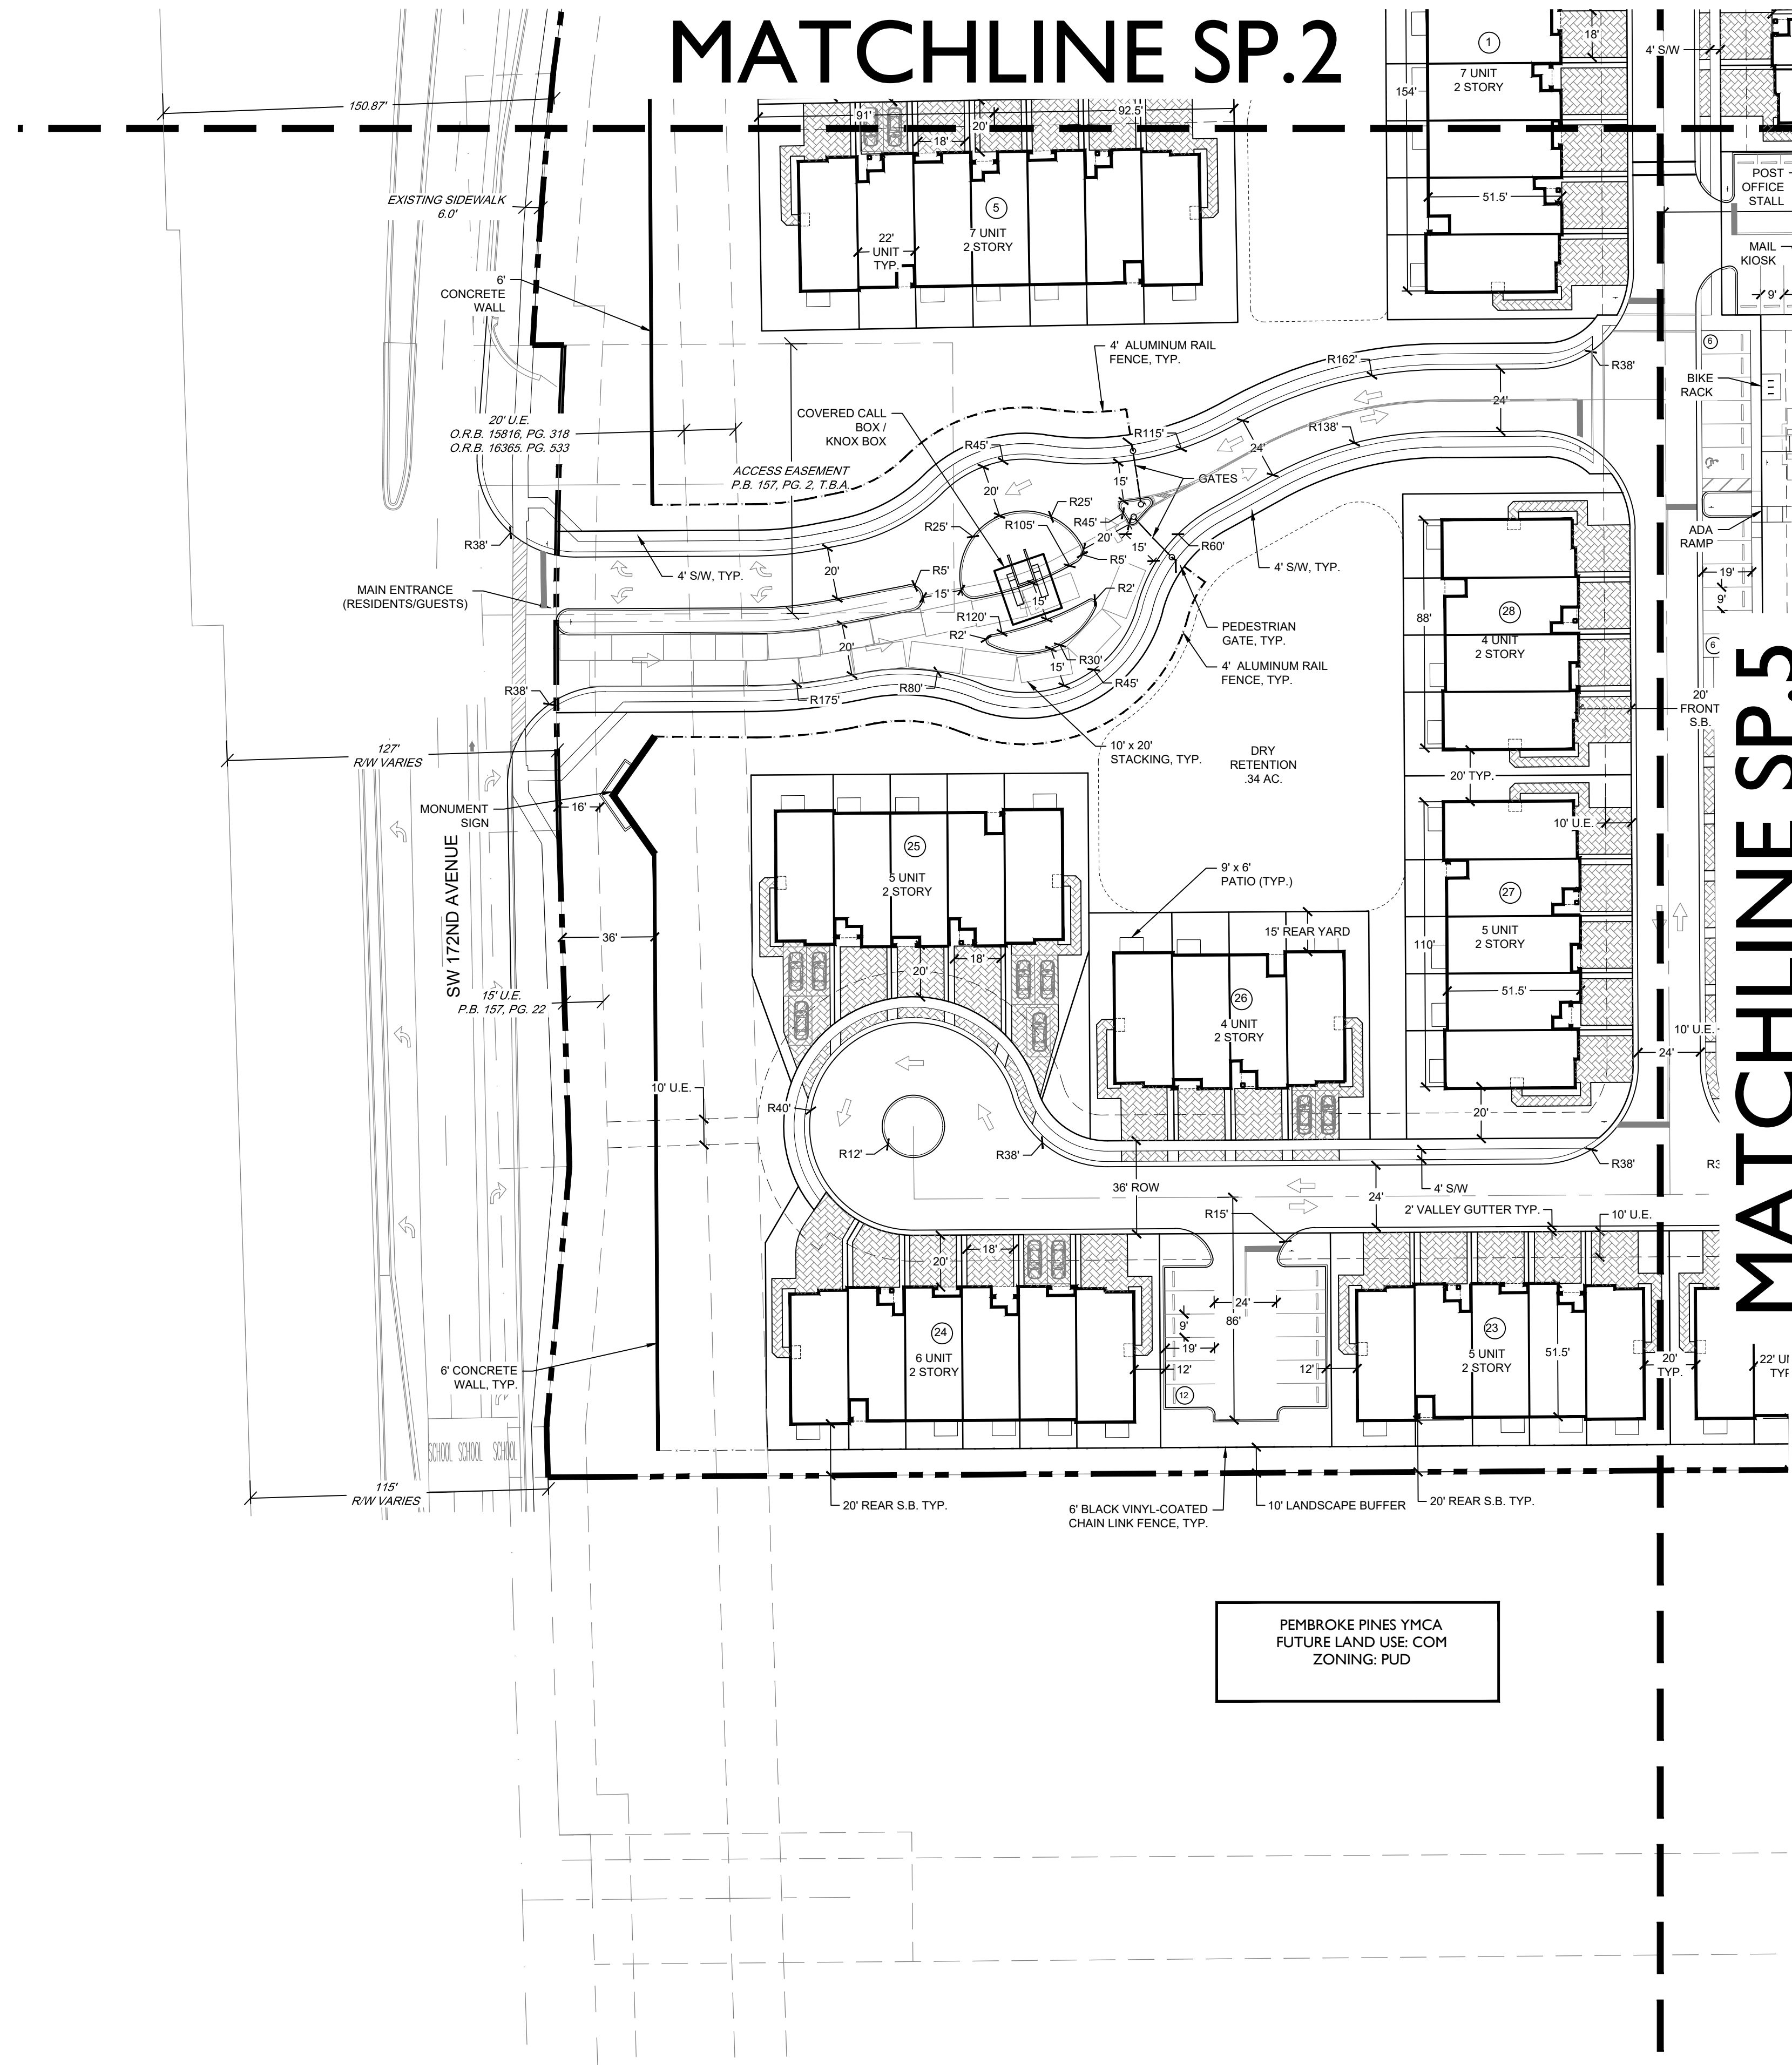 MATCHLINE SP.2
1
7 UNIT
2 STORY
18'
4' S/W
154'
150.87'
91'
92.5'
20'
18'
EXISTING SIDEWALK
6.0'
5
7 UNIT
2 STORY
22'
UNIT
TYP.
51.5'
POST
OFFICE
STALL
MAIL
KIOSK
9'
6'
CONCRETE
WALL
4' ALUMINUM RAIL
FENCE, TYP.
R162'
R38'
6
BIKE
RACK
24'
20' U.E.
O.R.B. 15816, PG. 318
O.R.B. 16365. PG. 533
COVERED CALL
BOX /
KNOX BOX
R45'
R115'
R138'
24'
ACCESS EASEMENT
P.B. 157, PG. 2, T.B.A.
20'
15'
GATES
R25'
R25'
R105'
R45'
20'
15'
R60'
R5'
R38'
ADA
RAMP
19'
9'
4' S/W, TYP.
20'
4' S/W, TYP.
MAIN ENTRANCE
(RESIDENTS/GUESTS)
R5'
15'
R2'
15'
R120'
R2'
PEDESTRIAN
GATE, TYP.
28
4 UNIT
2 STORY
88'
6
20'
R30'
15'
R45'
4' ALUMINUM RAIL
FENCE, TYP.
R38'
R175'
R80'
20'
FRONT
S.B.
MATCHLINE SP.5
127'
R/W VARIES
10' x 20'
STACKING, TYP.
DRY
RETENTION
.34 AC.
20' TYP.
MONUMENT
SIGN
16'
10' U.E.
SW 172ND AVENUE
25
5 UNIT
2 STORY
9' x 6'
PATIO (TYP.)
27
5 UNIT
2 STORY
110'
36'
15' REAR YARD
18'
20'
51.5'
15' U.E.
P.B. 157, PG. 22
26
4 UNIT
2 STORY
10' U.E.
24'
10' U.E.
R40'
20'
R12'
R38'
R38'
36' ROW
4' S/W
24'
R15'
2' VALLEY GUTTER TYP.
10' U.E.
18'
20'
24'
86'
9'
19'
12'
12'
12
24
6 UNIT
2 STORY
23
5 UNIT
2 STORY
51.5'
20'
TYP.
6' CONCRETE
WALL, TYP.
SCHOOL SCHOOL SCHOOL
115'
R/W VARIES
20' REAR S.B. TYP.
6' BLACK VINYL-COATED
CHAIN LINK FENCE, TYP.
10' LANDSCAPE BUFFER
20' REAR S.B. TYP.
PEMBROKE PINES YMCA
FUTURE LAND USE: COM
ZONING: PUD